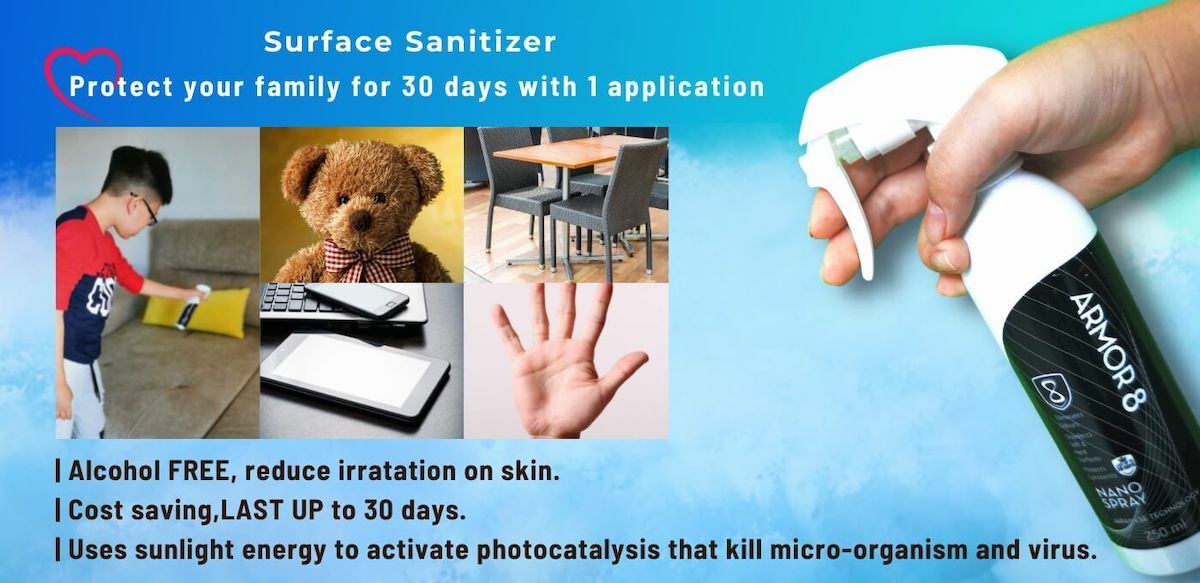 Surface Sanitizer
Protect your family for 30 days with 1 application
ARMOR8
NANO
SPRAY
250 ml
| Alcohol FREE, reduce irratation on skin.
| Cost saving,LAST UP to 30 days.
| Uses sunlight energy to activate photocatalysis that kill micro-organism and virus.